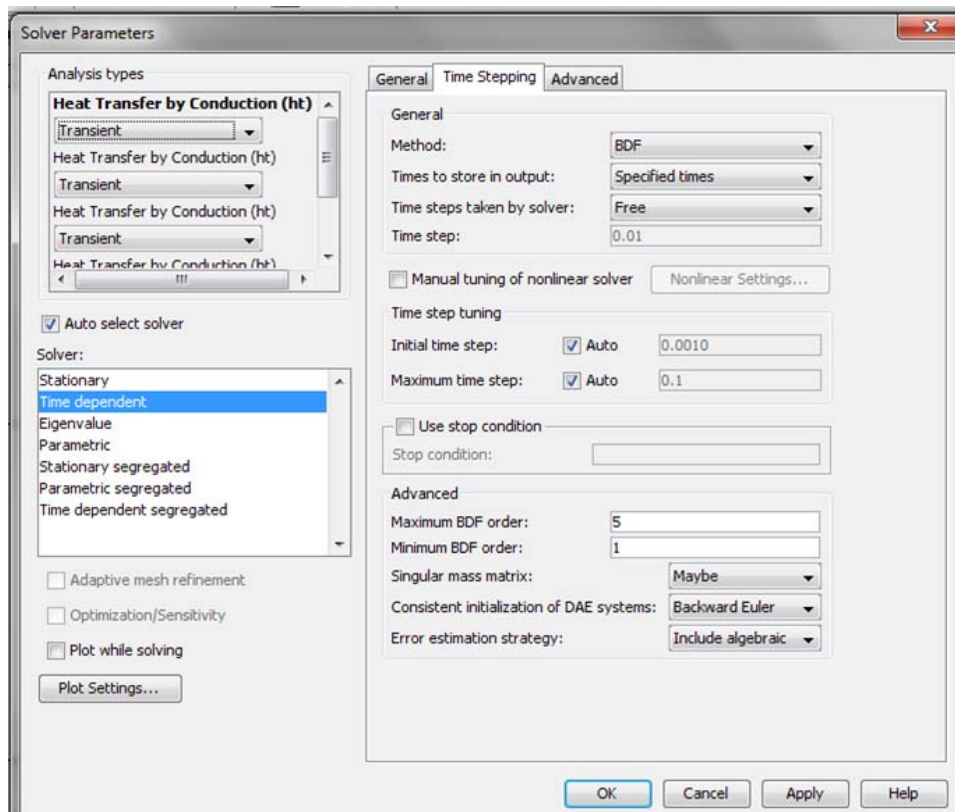 Solver Parameters
Analysis types
Heat Transfer by Conduction (ht)
Transient
Heat Transfer by Conduction (ht)
Transient
Heat Transfer by Conduction (ht)
Transient
Heat Transfer by Conduction (ht)
Auto select solver
Solver:
Stationary
Time dependent
Eigenvalue
Parametric
Stationary segregated
Parametric segregated
Time dependent segregated
Adaptive mesh refinement
Optimization/Sensitivity
Plot while solving
Plot Settings...
General Time Stepping Advanced
General
Method: BDF
Times to store in output: Specified times
Time steps taken by solver: Free
Time step: 0.01
Manual tuning of nonlinear solver Nonlinear Settings...
Time step tuning
Initial time step: Auto 0.0010
Maximum time step: Auto 0.1
Use stop condition
Stop condition:
Advanced
Maximum BDF order: 5
Minimum BDF order: 1
Singular mass matrix: Maybe
Consistent initialization of DAE systems: Backward Euler
Error estimation strategy: Include algebraic
OK Cancel Apply Help